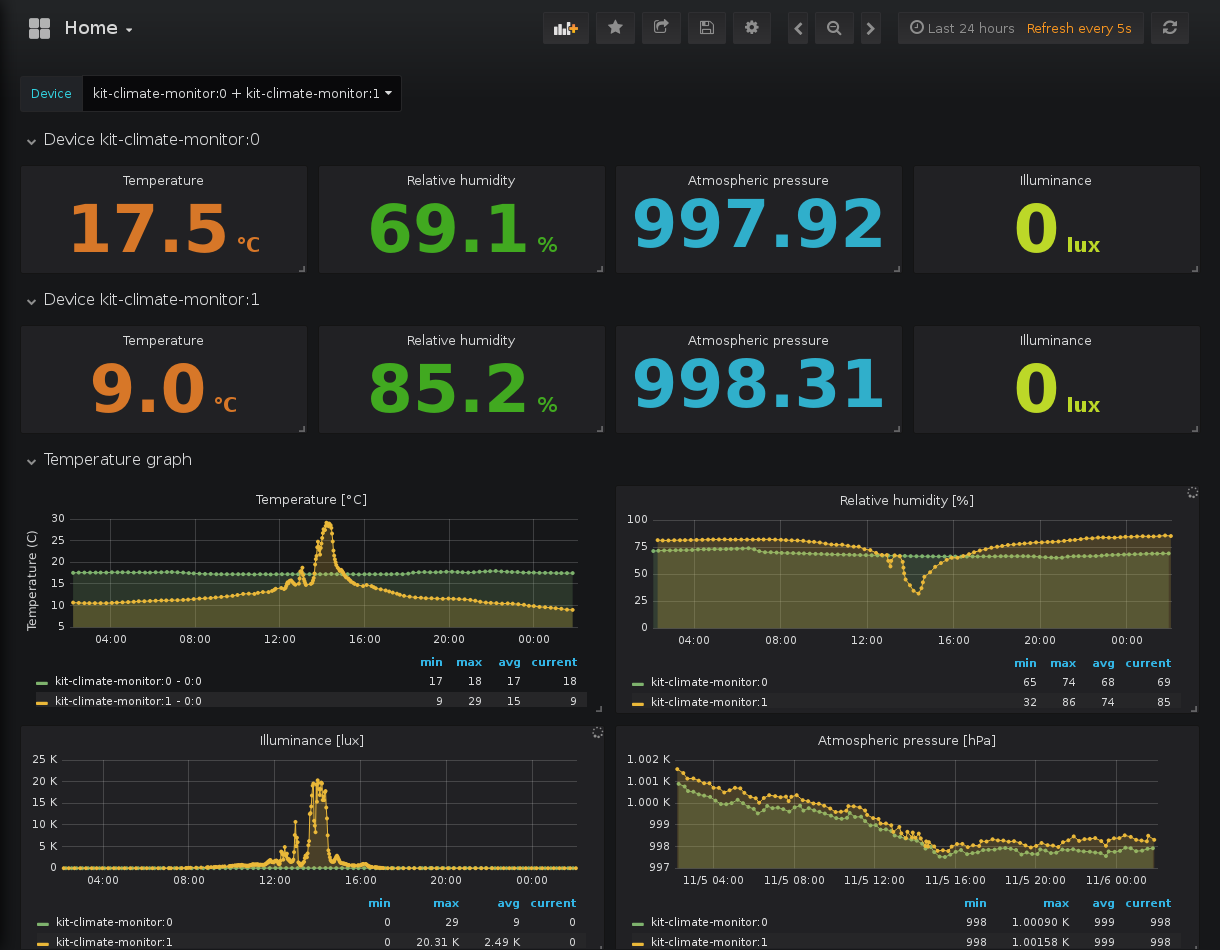 Home
Last 24 hours Refresh every 5s
Device kit-climate-monitor:0 + kit-climate-monitor:1
Device kit-climate-monitor:0
Temperature
17.5 °C
Relative humidity
69.1 %
Atmospheric pressure
997.92
Illuminance
0 lux
Device kit-climate-monitor:1
Temperature
9.0 °C
Relative humidity
85.2 %
Atmospheric pressure
998.31
Illuminance
0 lux
Temperature graph
Temperature [°C]
Temperature (C)
30
25
20
15
10
5
04:00 08:00 12:00 16:00 20:00 00:00
min max avg current
kit-climate-monitor:0 - 0:0 17 18 17 18
kit-climate-monitor:1 - 0:0 9 29 15 9
Relative humidity [%]
100
75
50
25
0
04:00 08:00 12:00 16:00 20:00 00:00
min max avg current
kit-climate-monitor:0 65 74 68 69
kit-climate-monitor:1 32 86 74 85
Illuminance [lux]
25 K
20 K
15 K
10 K
5 K
0
04:00 08:00 12:00 16:00 20:00 00:00
min max avg current
kit-climate-monitor:0 0 29 9 0
kit-climate-monitor:1 0 20.31 K 2.49 K 0
Atmospheric pressure [hPa]
1.002 K
1.001 K
1.000 K
999
998
997
11/5 04:00 11/5 08:00 11/5 12:00 11/5 16:00 11/5 20:00 11/6 00:00
min max avg current
kit-climate-monitor:0 998 1.00090 K 999 998
kit-climate-monitor:1 998 1.00158 K 999 998